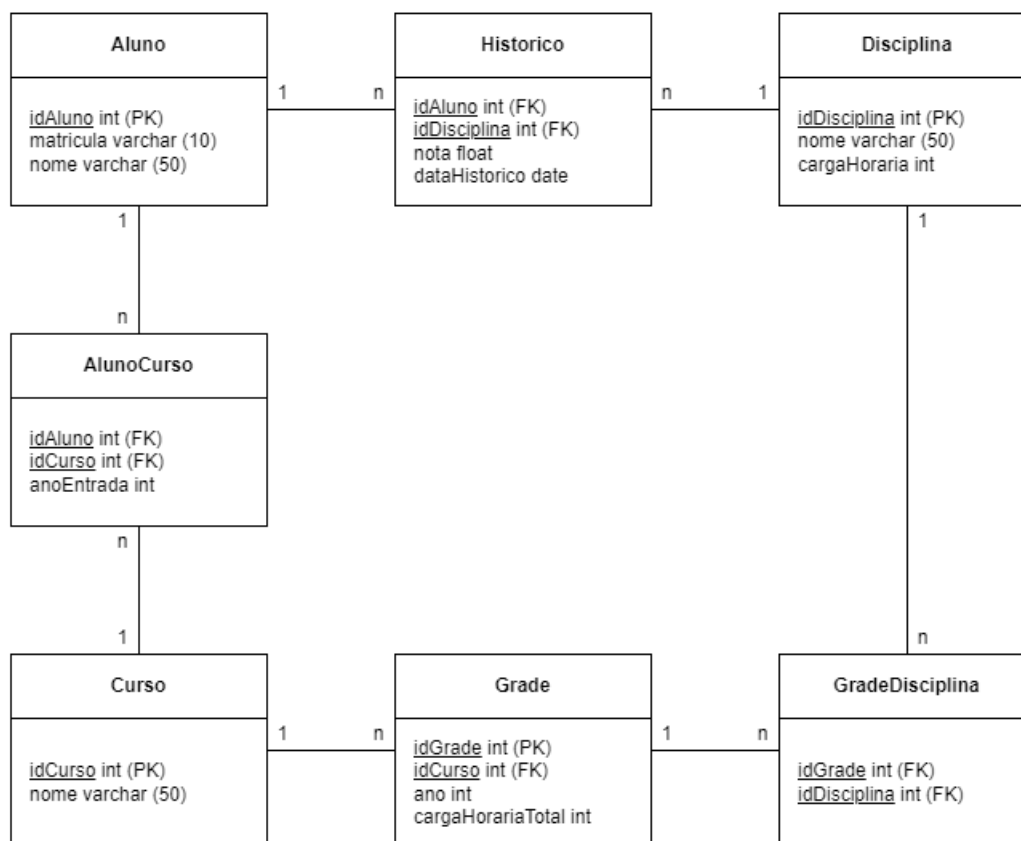 Aluno
idAluno int (PK)
matricula varchar (10)
nome varchar (50)
1
n
Historico
idAluno int (FK)
idDisciplina int (FK)
nota float
dataHistorico date
n
1
Disciplina
idDisciplina int (PK)
nome varchar (50)
cargaHoraria int
1
1
n
AlunoCurso
idAluno int (FK)
idCurso int (FK)
anoEntrada int
n
1
n
Curso
idCurso int (PK)
nome varchar (50)
1
n
Grade
idGrade int (PK)
idCurso int (FK)
ano int
cargaHorariaTotal int
1
n
GradeDisciplina
idGrade int (FK)
idDisciplina int (FK)